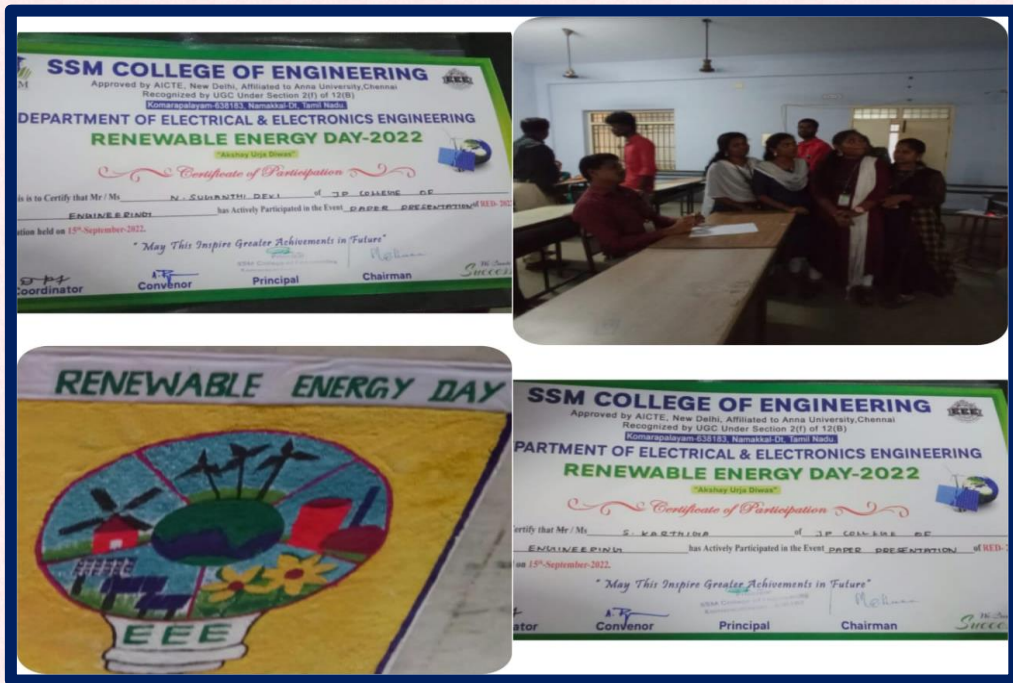 SSM COLLEGE OF ENGINEERING
Approved by AICTE, New Delhi, Affiliated to Anna University,Chennai
Recognized by UGC Under Section 2(f) of 12(B)
Komarapalayam-638183, Namakkal-Dt, Tamil Nadu.
DEPARTMENT OF ELECTRICAL & ELECTRONICS ENGINEERING
RENEWABLE ENERGY DAY-2022
"Akshay Urja Diwas"
Certificate of Participation
is is to Certify that Mr / Ms N. SUMANTHI DEVI of JP COLLEGE OF
ENGINEERING has Actively Participated in the Event PAPER PRESENTATION of RED- 202
ation held on 15th-September-2022.
" May This Inspire Greater Achivements in Future"
Coordinator Convenor Principal Chairman
Success
RENEWABLE ENERGY DAY
EEE
SSM COLLEGE OF ENGINEERING
EEE
Approved by AICTE, New Delhi, Affiliated to Anna University,Chennai
Recognized by UGC Under Section 2(f) of 12(B)
Komarapalayam-638183, Namakkal-Dt, Tamil Nadu.
PARTMENT OF ELECTRICAL & ELECTRONICS ENGINEERING
RENEWABLE ENERGY DAY-2022
"Akshay Urja Diwas"
Certificate of Participation
ertify that Mr / Ms S. KARTHIKA of JP COLLEGE OF
ENGINEERING has Actively Participated in the Event PAPER PRESENTATION of RED-
on 15th-September-2022.
" May This Inspire Greater Achivements in Future"
ator Convenor Principal Chairman
Succes